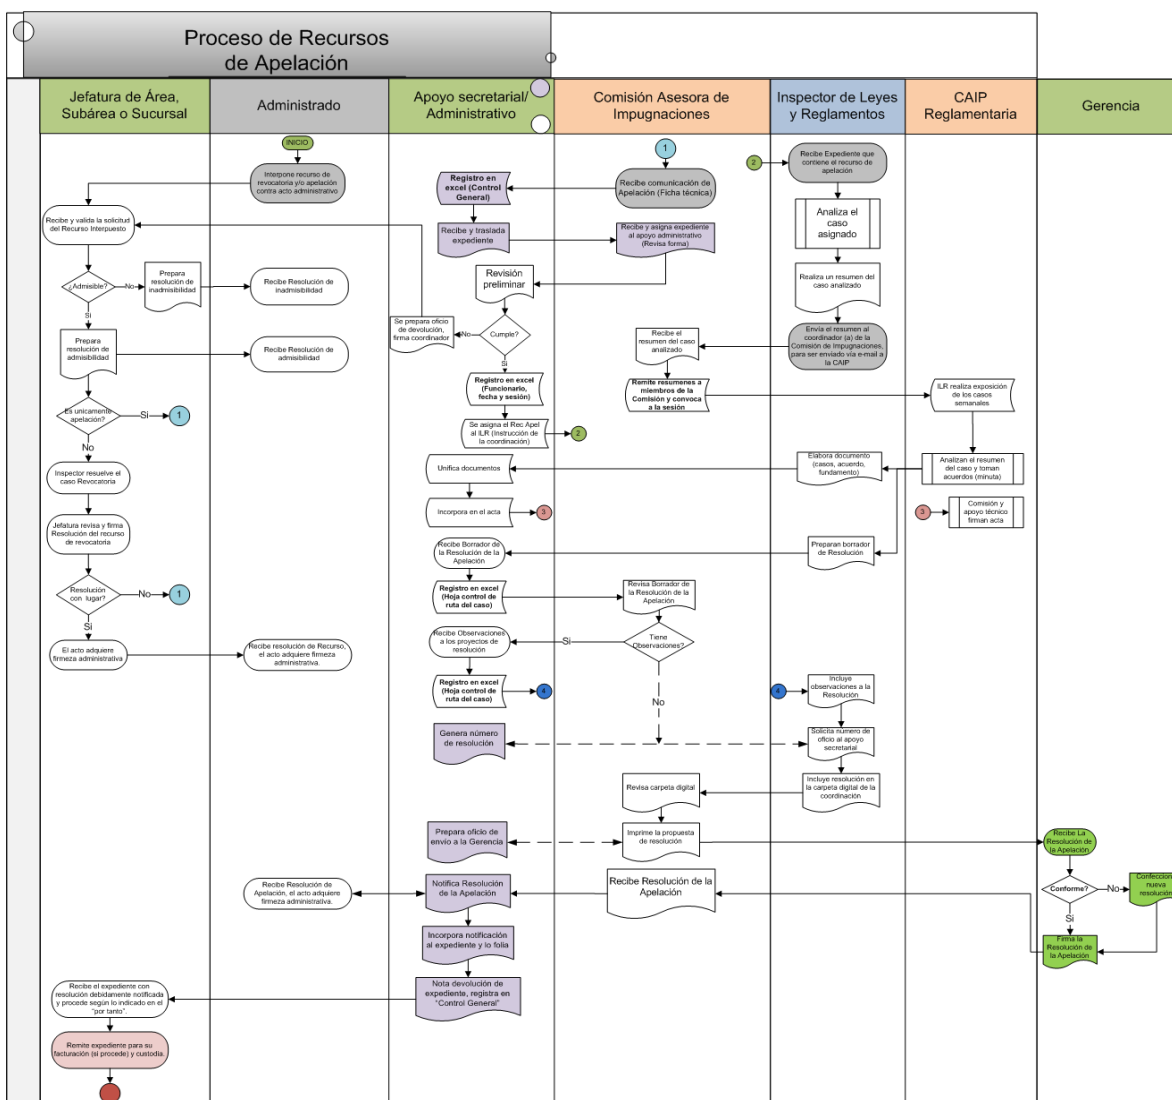 Proceso de Recursos
de Apelación
Jefatura de Área,
Subárea o Sucursal
Administrado
Apoyo secretarial/
Administrativo
Comisión Asesora de
Impugnaciones
Inspector de Leyes
y Reglamentos
CAIP
Reglamentaria
Gerencia
INICIO
Interpone recurso de
revocatoria y/o apelación
contra acto administrativo
Recibe y valida la solicitud
del Recurso Interpuesto
¿Admisible?
No
Prepara
resolución de
inadmisibilidad
Recibe Resolución de
inadmisibilidad
Si
Prepara
resolución de
admisibilidad
Recibe Resolución de
admisibilidad
Es unicamente
apelación?
Si
1
No
Inspector resuelve el
caso Revocatoria
Jefatura revisa y firma
Resolución del recurso
de revocatoria
Resolución
con lugar?
No
1
Si
El acto adquiere
firmeza administrativa
Recibe resolución de Recurso,
el acto adquiere firmeza
administrativa.
1
Recibe comunicación de
Apelación (Ficha técnica)
Registro en
excel (Control
General)
Recibe y traslada
expediente
Recibe y asigna expediente
al apoyo administrativo
(Revisa forma)
Revisión
preliminar
Cumple?
No
Se prepara oficio
de devolución,
firma coordinador
Si
Registro en excel
(Funcionario,
fecha y sesión)
Se asigna el Rec Apel
al ILR (Instrucción de
la coordinación)
2
2
Recibe Expediente que
contiene el recurso de
apelación
Analiza el
caso
asignado
Realiza un resumen del
caso analizado
Envía el resumen al
coordinador (a) de la
Comisión de Impugnaciones,
para ser enviado vía e-mail a
la CAIP
Recibe el
resumen del caso
analizado
Remite resumenes a
miembros de la
Comisión y convoca
a la sesión
ILR realiza exposición
de los casos
semanales
Analizan el resumen
del caso y toman
acuerdos (minuta)
Elabora documento
(casos, acuerdo,
fundamento)
Unifica documentos
Incorpora en el acta
3
3
Comisión y
apoyo técnico
firman acta
Preparan borrador
de Resolución
Recibe Borrador de
la Resolución de la
Apelación
Registro en excel
(Hoja control de
ruta del caso)
Revisa Borrador de
la Resolución de la
Apelación
Tiene
Observaciones?
Si
Recibe Observaciones
a los proyectos de
resolución
Registro en excel
(Hoja control de
ruta del caso)
4
4
Incluye
observaciones a la
Resolución
No
Genera número
de resolución
Solicita número de
oficio al apoyo
secretarial
Incluye resolución en
la carpeta digital de la
coordinación
Revisa carpeta digital
Imprime la propuesta
de resolución
Prepara oficio de
envío a la Gerencia
Recibe La
Resolución de
la Apelación
Conforme?
No
Confeccion
nueva
resolución
Si
Firma la
Resolución de
la Apelación
Recibe Resolución de la
Apelación
Notifica Resolución
de la Apelación
Recibe Resolución de
Apelación, el acto adquiere
firmeza administrativa.
Incorpora notificación
al expediente y lo folia
Nota devolución de
expediente, registra en
“Control General”
Recibe el expediente con
resolución debidamente notificada
y procede según lo indicado en el
“por tanto”.
Remite expediente para su
facturación (si procede) y custodia.